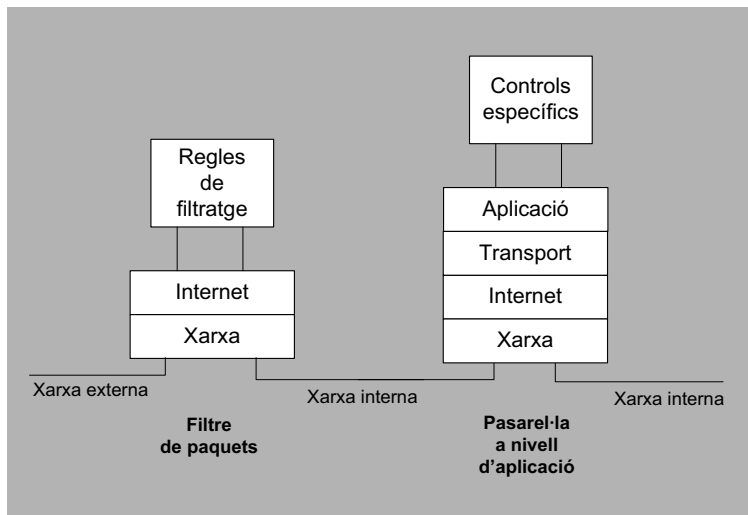 Regles
de
filtratge
Internet
Xarxa
Xarxa externa
Filtre
de paquets
Xarxa interna
Controls
específics
Aplicació
Transport
Internet
Xarxa
Xarxa interna
Pasarel·la
a nivell
d'aplicació